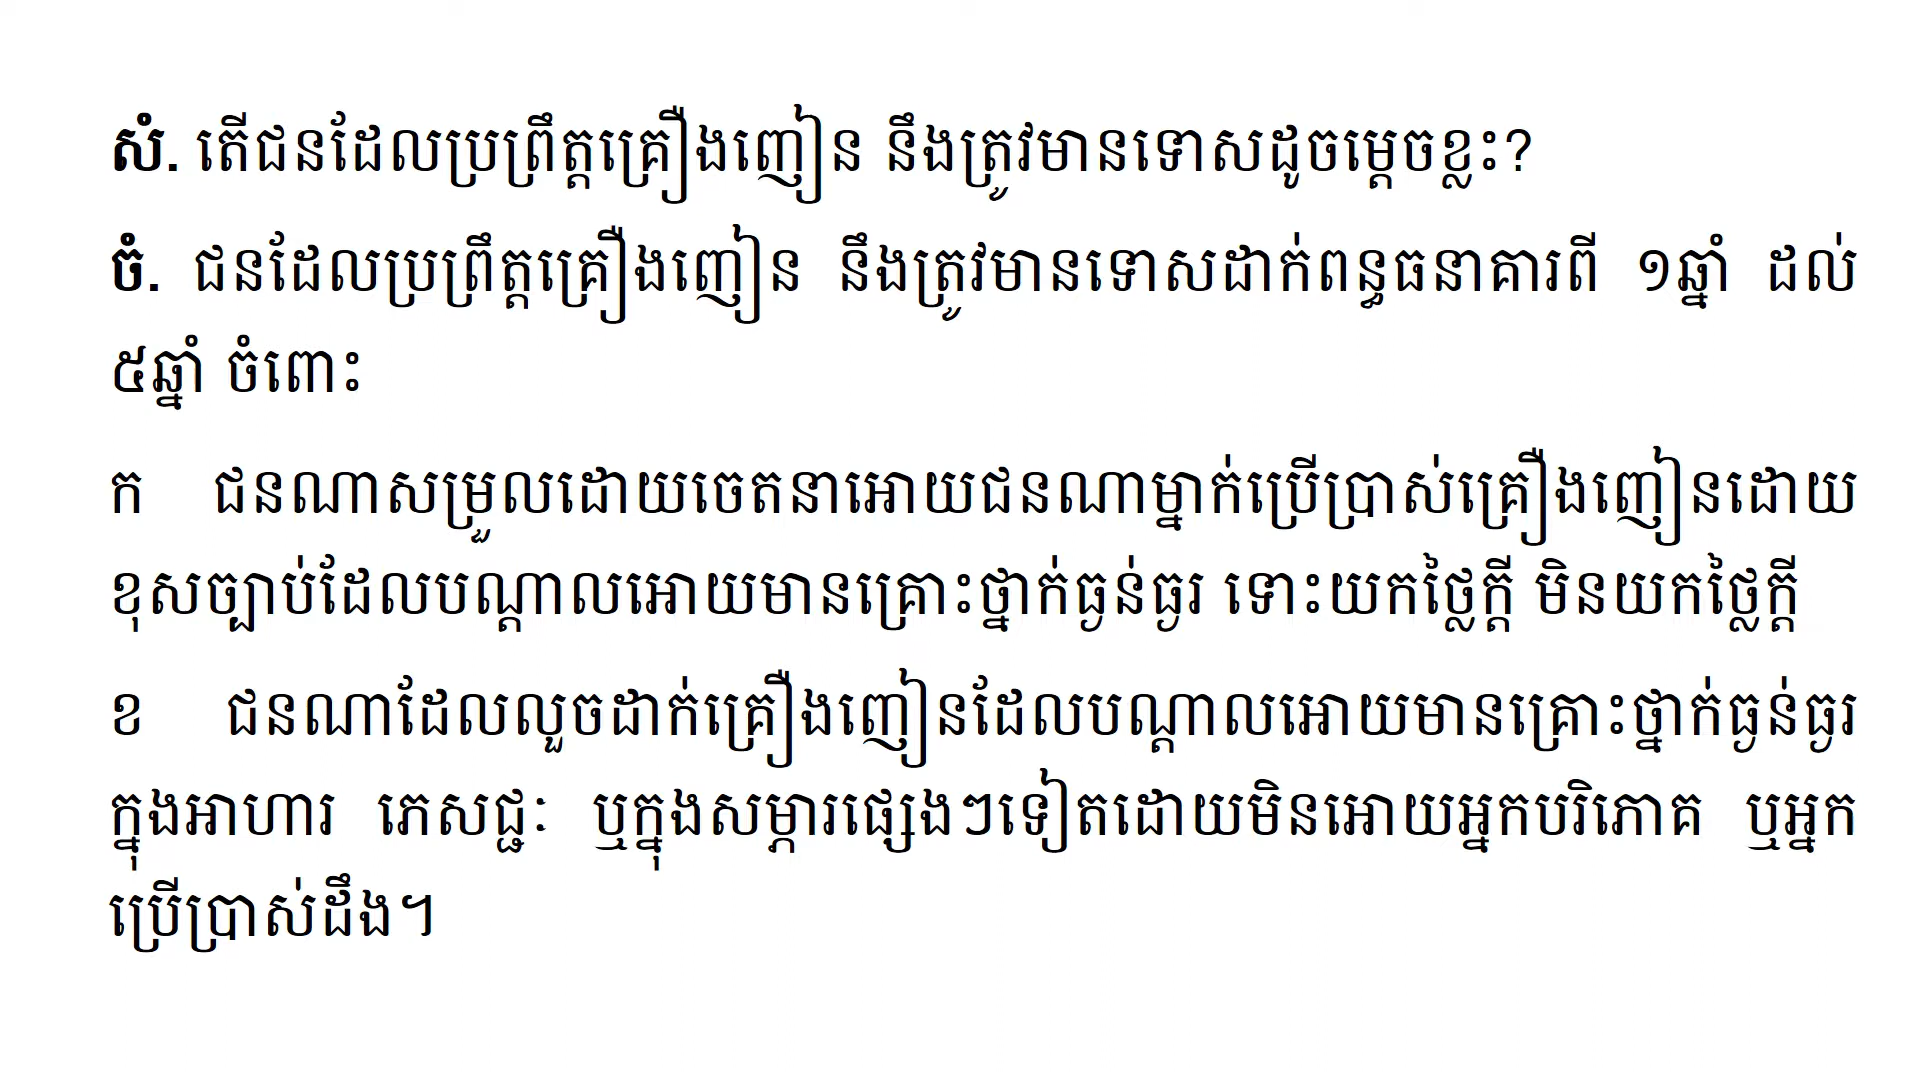 សំ. តើជនដែលប្រព្រឹត្តគ្រឿងញៀន នឹងត្រូវមានទោសដូចម្តេចខ្លះ?
ចំ. ជនដែលប្រព្រឹត្តគ្រឿងញៀន នឹងត្រូវមានទោសដាក់ពន្ធធនាគារពី ១ឆ្នាំ ដល់
៥ឆ្នាំ ចំពោះ
ក ជនណាសម្រួលដោយចេតនាអោយជនណាម្នាក់ប្រើប្រាស់គ្រឿងញៀនដោយ
ខុសច្បាប់ដែលបណ្តាលអោយមានគ្រោះថ្នាក់ធ្ងន់ធ្ងរ ទោះយកថ្លៃក្តី មិនយកថ្លៃក្តី
ខ ជនណាដែលលួចដាក់គ្រឿងញៀនដែលបណ្តាលអោយមានគ្រោះថ្នាក់ធ្ងន់ធ្ងរ
ក្នុងអាហារ ភេសជ្ជៈ ឬក្នុងសម្ភារផ្សេងៗទៀតដោយមិនអោយអ្នកបរិភោគ ឬអ្នក
ប្រើប្រាស់ដឹង។